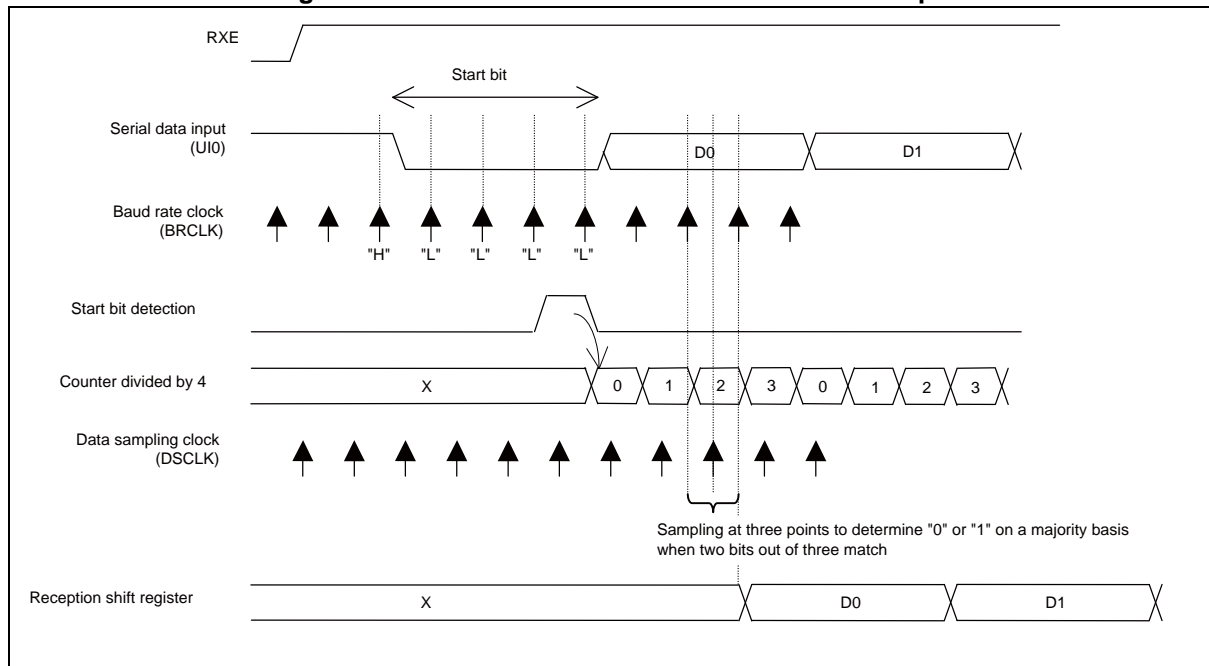 RXE
Start bit
Serial data input
(UI0)
D0
D1
Baud rate clock
(BRCLK)
"H"
"L"
"L"
"L"
"L"
Start bit detection
Counter divided by 4
X
0
1
2
3
0
1
2
3
Data sampling clock
(DSCLK)
Sampling at three points to determine "0" or "1" on a majority basis
when two bits out of three match
Reception shift register
X
D0
D1